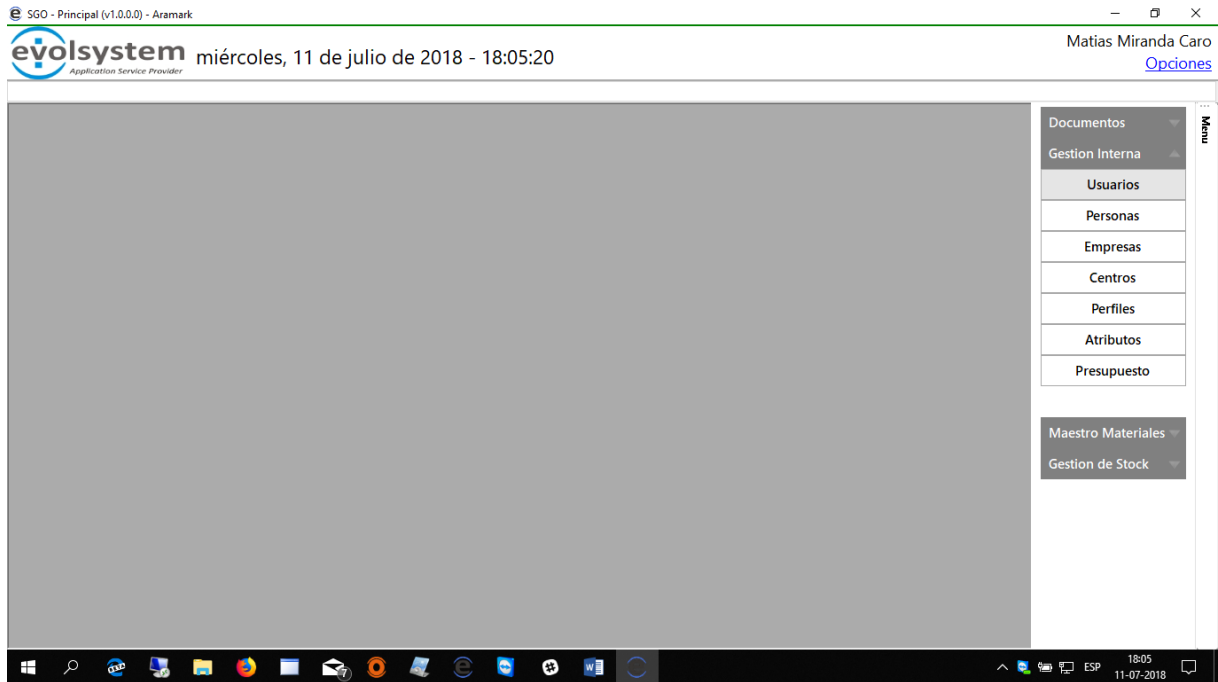 SGO - Principal (v1.0.0.0) - Aramark
evolsystem
Application Service Provider
miércoles, 11 de julio de 2018 - 18:05:20
Matias Miranda Caro
Opciones
Menu
Documentos
Gestion Interna
Usuarios
Personas
Empresas
Centros
Perfiles
Atributos
Presupuesto
Maestro Materiales
Gestion de Stock
7
ESP
18:05
11-07-2018